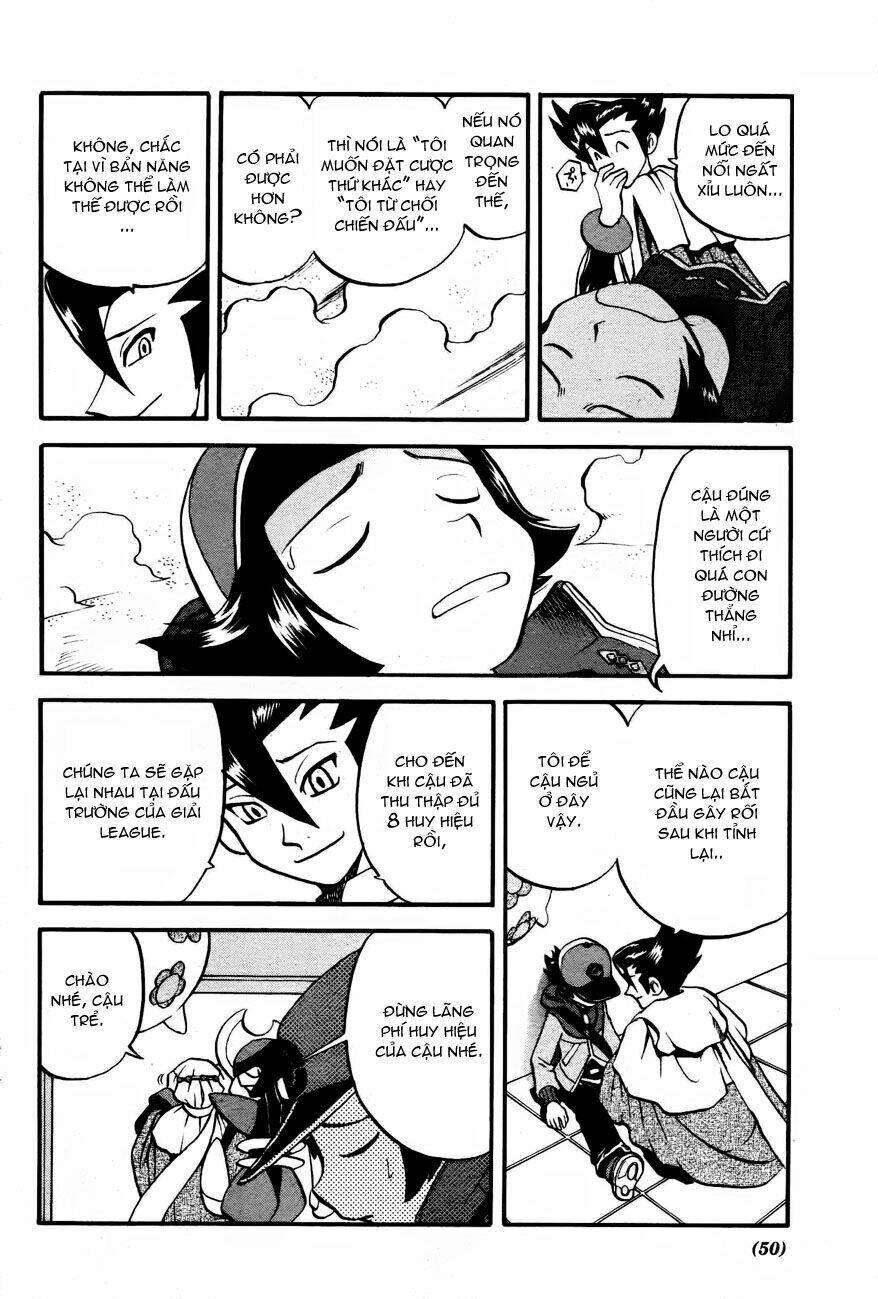 LO QUÁ
MỨC ĐẾN
NỖI NGẤT
XỈU LUÔN...
NẾU NÓ
QUAN
TRỌNG
ĐẾN
THẾ,
THÌ NÓI LÀ “TÔI
MUỐN ĐẶT CƯỢC
THỨ KHÁC” HAY
“TÔI TỪ CHỐI
CHIẾN ĐẤU”...
CÓ PHẢI
ĐƯỢC
HƠN
KHÔNG?
KHÔNG, CHẮC
TẠI VÌ BẢN NĂNG
KHÔNG THỂ LÀM
THẾ ĐƯỢC RỒI
...
CẬU ĐÚNG
LÀ MỘT
NGƯỜI CỨ
THÍCH ĐI
QUÁ CON
ĐƯỜNG
THẲNG
NHỈ...
THỂ NÀO CẬU
CŨNG LẠI BẮT
ĐẦU GÂY RỐI
SAU KHI TỈNH
LẠI..
TÔI ĐỂ
CẬU NGỦ
Ở ĐÂY
VẬY.
CHO ĐẾN
KHI CẬU ĐÃ
THU THẬP ĐỦ
8 HUY HIỆU
RỒI,
CHÚNG TA SẼ GẶP
LẠI NHAU TẠI ĐẤU
TRƯỜNG CỦA GIẢI
LEAGUE.
ĐỪNG LÃNG
PHÍ HUY HIỆU
CỦA CẬU NHÉ.
CHÀO
NHÉ, CẬU
TRẺ.
(50)